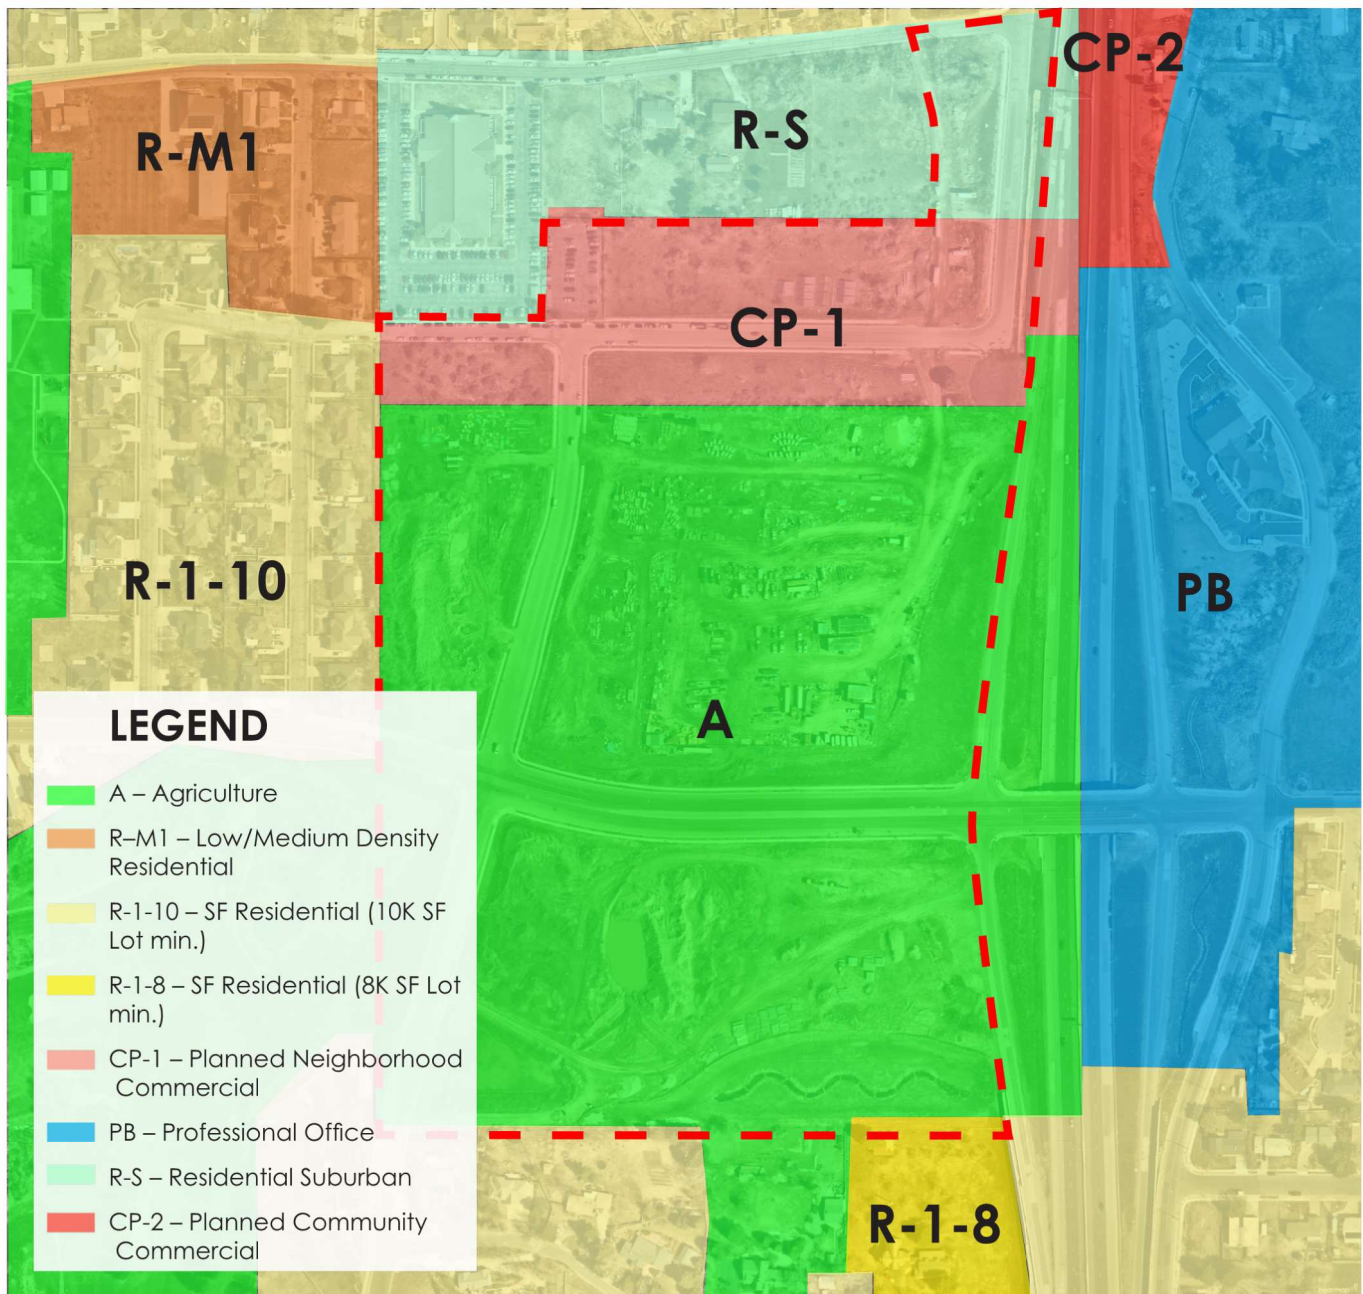 CP-2
R-S
R-M1
CP-1
R-1-10
PB
A
LEGEND
A – Agriculture
R–M1 – Low/Medium Density
Residential
R-1-10 – SF Residential (10K SF
Lot min.)
R-1-8 – SF Residential (8K SF Lot
min.)
CP-1 – Planned Neighborhood
Commercial
PB – Professional Office
R-S – Residential Suburban
CP-2 – Planned Community
Commercial
R-1-8